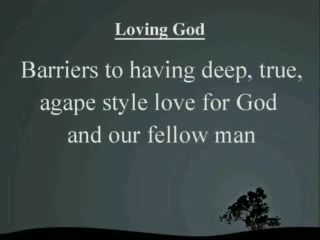 Loving God
Barriers to having deep, true,
agape style love for God
and our fellow man